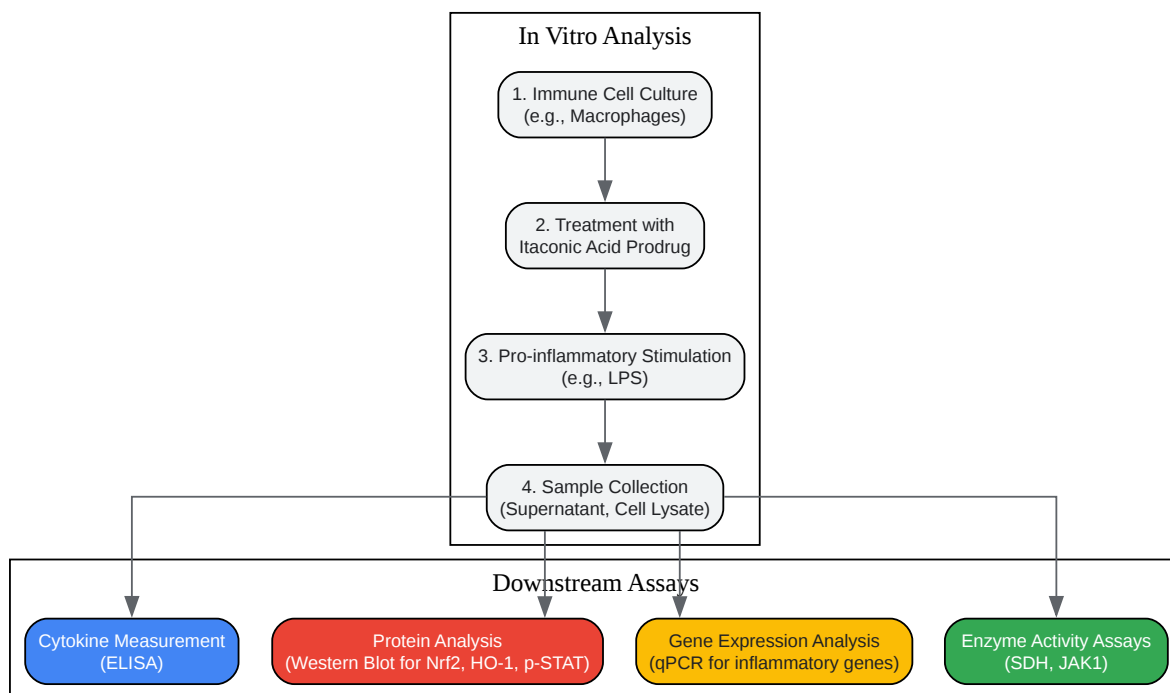 In Vitro Analysis
1. Immune Cell Culture
(e.g., Macrophages)
2. Treatment with
Itaconic Acid Prodrug
3. Pro-inflammatory Stimulation
(e.g., LPS)
4. Sample Collection
(Supernatant, Cell Lysate)
Downstream Assays
Cytokine Measurement
(ELISA)
Protein Analysis
(Western Blot for Nrf2, HO-1, p-STAT)
Gene Expression Analysis
(qPCR for inflammatory genes)
Enzyme Activity Assays
(SDH, JAK1)